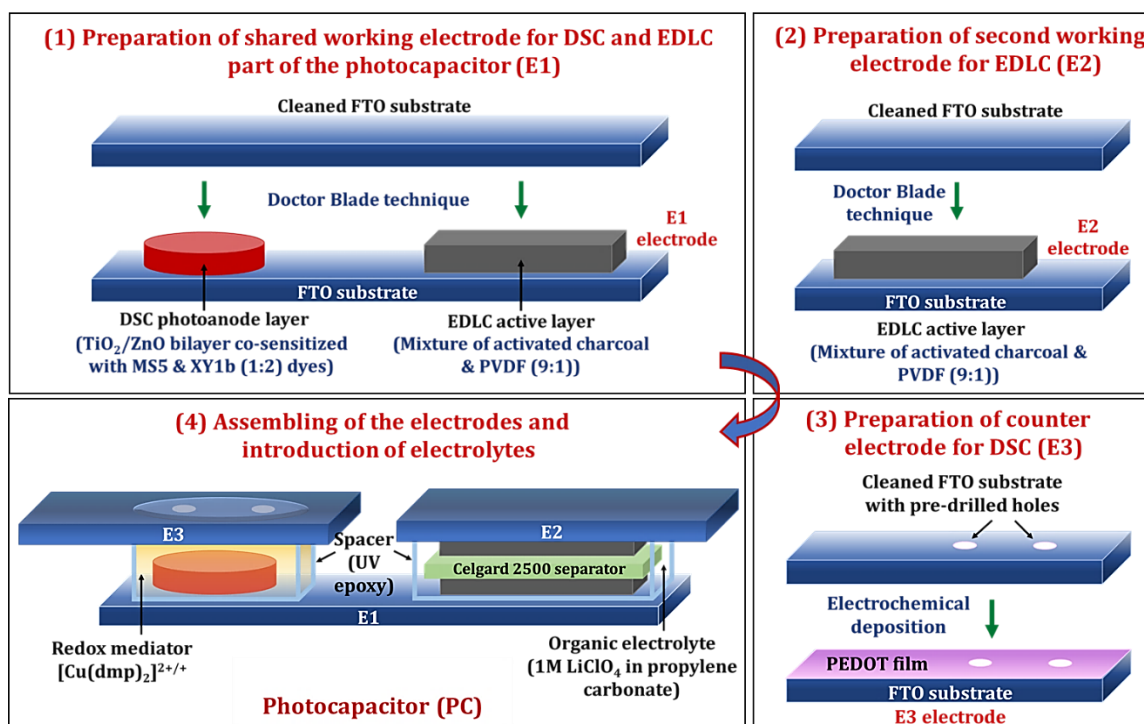 (1) Preparation of shared working electrode for DSC and EDLC
part of the photocapacitor (E1)
Cleaned FTO substrate
Doctor Blade technique
E1
electrode
FTO substrate
DSC photoanode layer
(TiO₂/ZnO bilayer co-sensitized
with MS5 & XY1b (1:2) dyes)
EDLC active layer
(Mixture of activated charcoal
& PVDF (9:1))
(2) Preparation of second working
electrode for EDLC (E2)
Cleaned FTO substrate
Doctor Blade
technique
E2
electrode
FTO substrate
EDLC active layer
(Mixture of activated charcoal &
PVDF (9:1))
(3) Preparation of counter
electrode for DSC (E3)
Cleaned FTO substrate
with pre-drilled holes
Electrochemical
deposition
PEDOT film
FTO substrate
E3 electrode
(4) Assembling of the electrodes and
introduction of electrolytes
E3
E2
Spacer
(UV
epoxy)
Celgard 2500 separator
E1
Redox mediator
[Cu(dmp)₂]²⁺/⁺
Organic electrolyte
(1M LiClO₄ in propylene
carbonate)
Photocapacitor (PC)